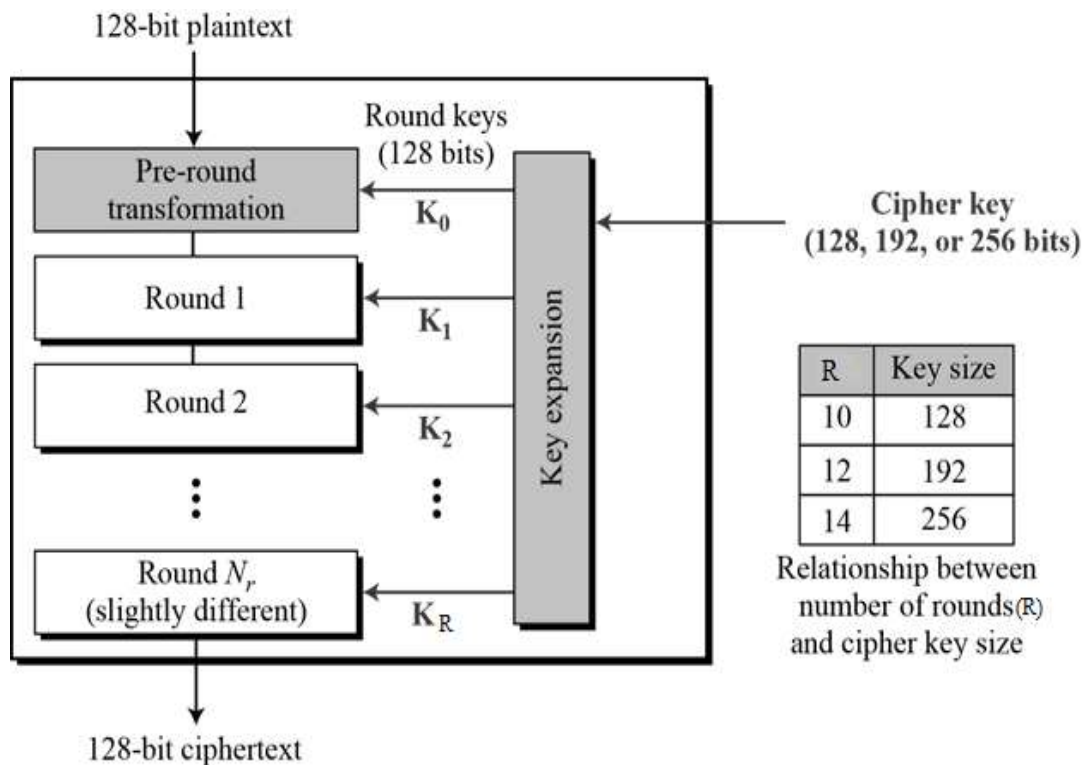 128-bit plaintext
Round keys
(128 bits)
Pre-round
transformation
K0
Cipher key
(128, 192, or 256 bits)
Round 1
K1
Round 2
K2
Key expansion
Round Nr
(slightly different)
KR
128-bit ciphertext
R Key size
10 128
12 192
14 256
Relationship between
number of rounds(R)
and cipher key size